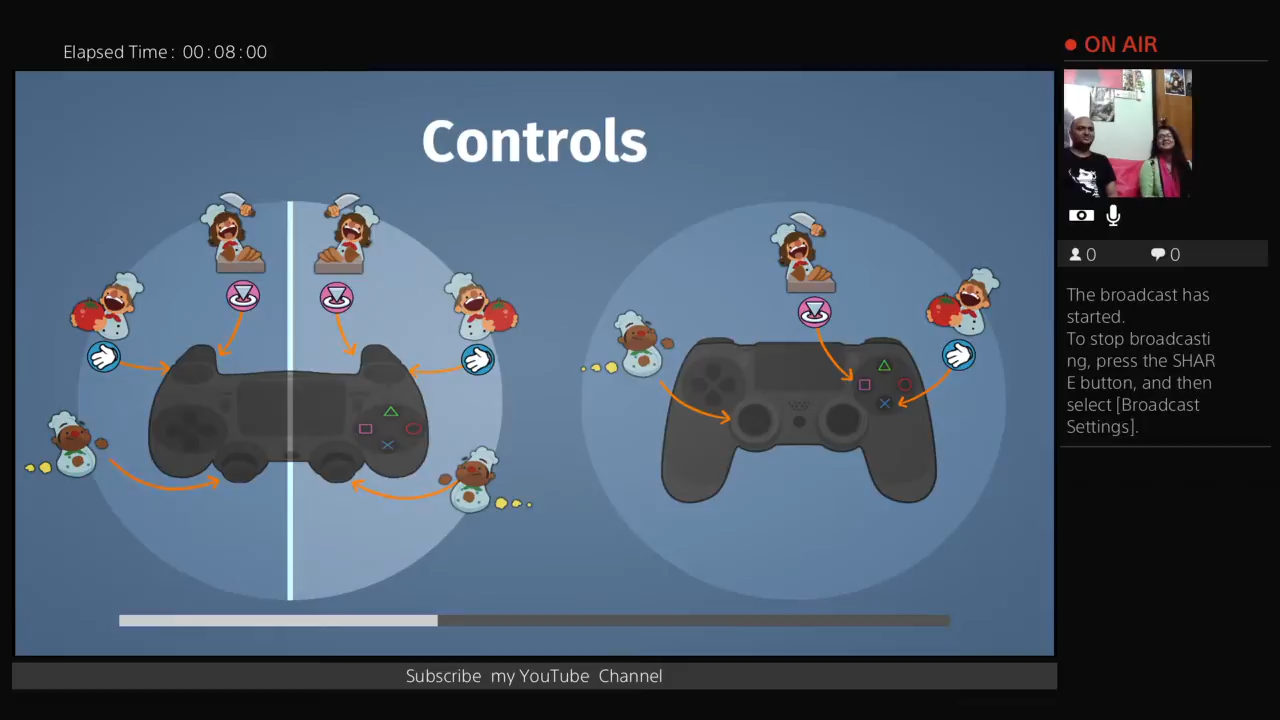 Elapsed Time: 00:08:00
ON AIR
Controls
0 0
The broadcast has
started.
To stop broadcasti
ng, press the SHAR
E button, and then
select [Broadcast
Settings].
Subscribe my YouTube Channel